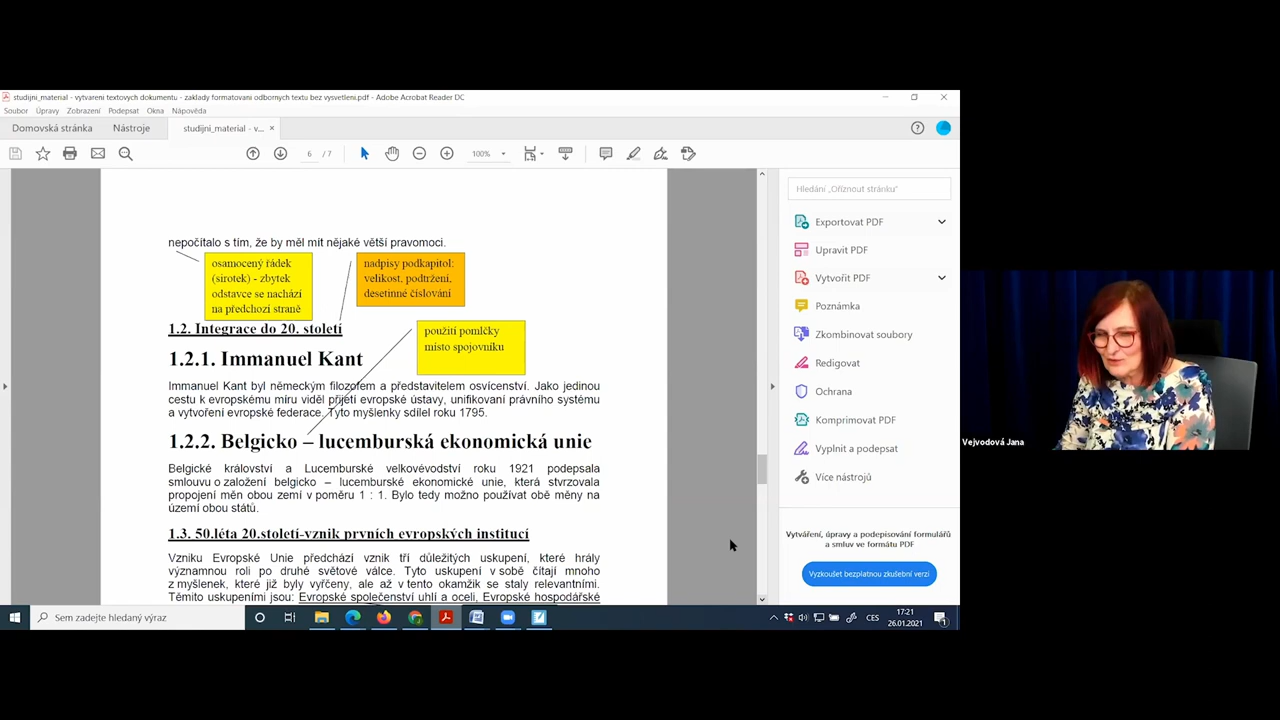 studijni_material - vytvareni textovych dokumentu - zaklady formatovani odbornych textu bez vysvetleni.pdf - Adobe Acrobat Reader DC
Soubor Úpravy Zobrazení Podepsat Okna Nápověda
Domovská stránka Nástroje studijni_material - v... ×
6 / 7 100%
Hledání „Oříznout stránku"
Exportovat PDF
Upravit PDF
Vytvořit PDF
Poznámka
Zkombinovat soubory
Redigovat
Ochrana
Komprimovat PDF
Vyplnit a podepsat
Více nástrojů
Vytváření, úpravy a podepisování formulářů
a smluv ve formátu PDF
Vyzkoušet bezplatnou zkušební verzi
nepočítalo s tím, že by měl mít nějaké větší pravomoci.
osamocený řádek
(sirotek) - zbytek
odstavce se nachází
na předchozí straně
nadpisy podkapitol:
velikost, podtržení,
desetinné číslování
1.2. Integrace do 20. století
použití pomlčky
místo spojovníku
1.2.1. Immanuel Kant
Immanuel Kant byl německým filozofem a představitelem osvícenství. Jako jedinou
cestu k evropskému míru viděl přijetí evropské ústavy, unifikovaní právního systému
a vytvoření evropské federace. Tyto myšlenky sdílel roku 1795.
1.2.2. Belgicko – lucemburská ekonomická unie
Belgické království a Lucemburské velkovévodství roku 1921 podepsala
smlouvu o založení belgicko – lucemburské ekonomické unie, která stvrzovala
propojení měn obou zemí v poměru 1 : 1. Bylo tedy možno používat obě měny na
území obou států.
1.3. 50.léta 20.století-vznik prvních evropských institucí
Vzniku Evropské Unie předchází vznik tří důležitých uskupení, které hrály
významnou roli po druhé světové válce. Tyto uskupení v sobě čítají mnoho
z myšlenek, které již byly vyřčeny, ale až v tento okamžik se staly relevantními.
Těmito uskupeními jsou: Evropské společenství uhlí a oceli, Evropské hospodářské
Sem zadejte hledaný výraz
CES
17:21
26.01.2021
1
Vejvodová Jana